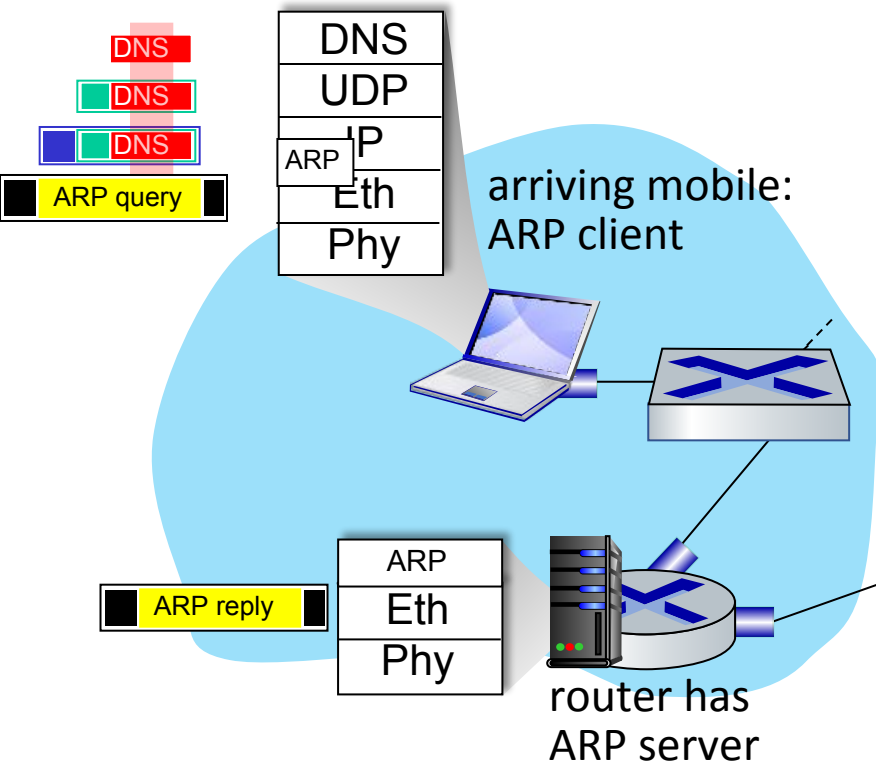 DNS
DNS
DNS
ARP query
DNS
UDP
IP
ARP
Eth
Phy
arriving mobile:
ARP client
ARP reply
ARP
Eth
Phy
router has
ARP server